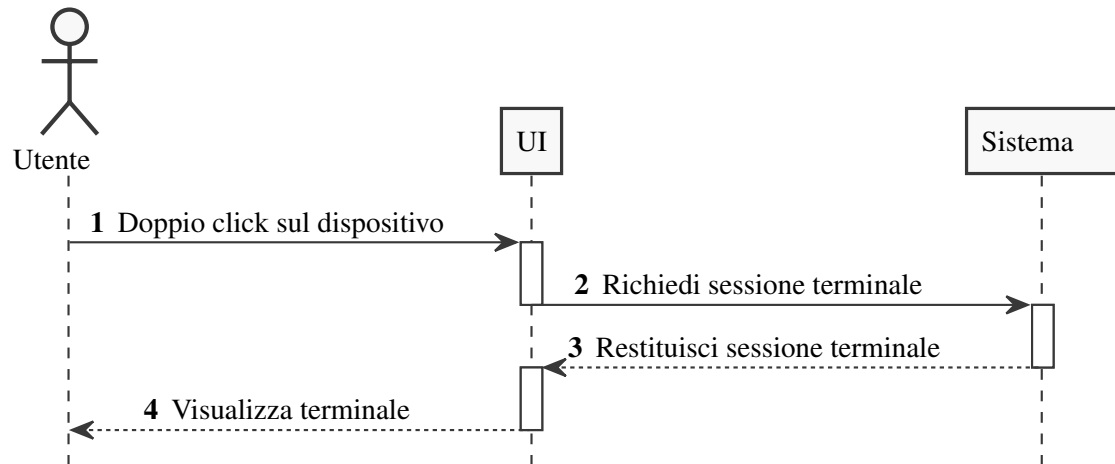 Utente
UI
Sistema
1 Doppio click sul dispositivo
2 Richiedi sessione terminale
3 Restituisci sessione terminale
4 Visualizza terminale